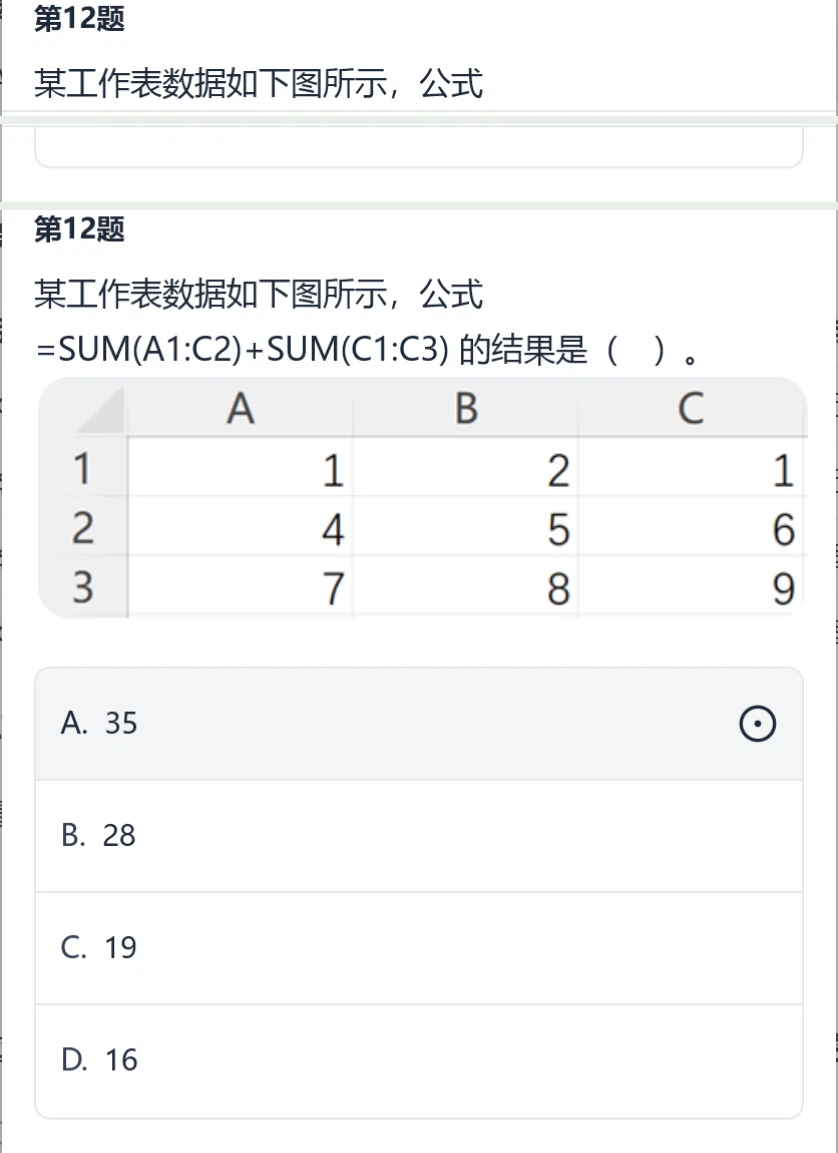 第12题
某工作表数据如下图所示，公式
第12题
某工作表数据如下图所示，公式
=SUM(A1:C2)+SUM(C1:C3) 的结果是（　）。
A B C
1 1 2 1
2 4 5 6
3 7 8 9
A. 35
B. 28
C. 19
D. 16